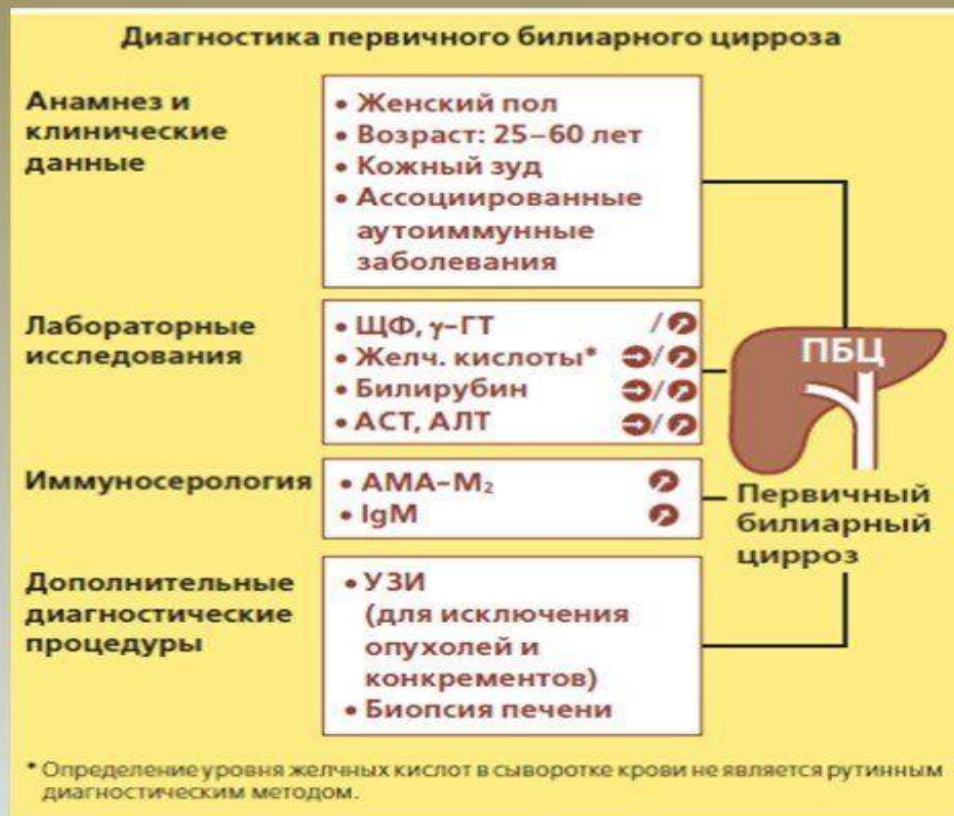 Диагностика первичного билиарного цирроза
Анамнез и
клинические
данные
• Женский пол
• Возраст: 25–60 лет
• Кожный зуд
• Ассоциированные
аутоиммунные
заболевания
Лабораторные
исследования
• ЩФ, γ-ГТ /
• Желч. кислоты* /
• Билирубин /
• АСТ, АЛТ /
ПБЦ
Иммуносерология
• АМА-М₂
• IgM
Первичный
билиарный
цирроз
Дополнительные
диагностические
процедуры
• УЗИ
(для исключения
опухолей и
конкрементов)
• Биопсия печени
* Определение уровня желчных кислот в сыворотке крови не является рутинным
диагностическим методом.